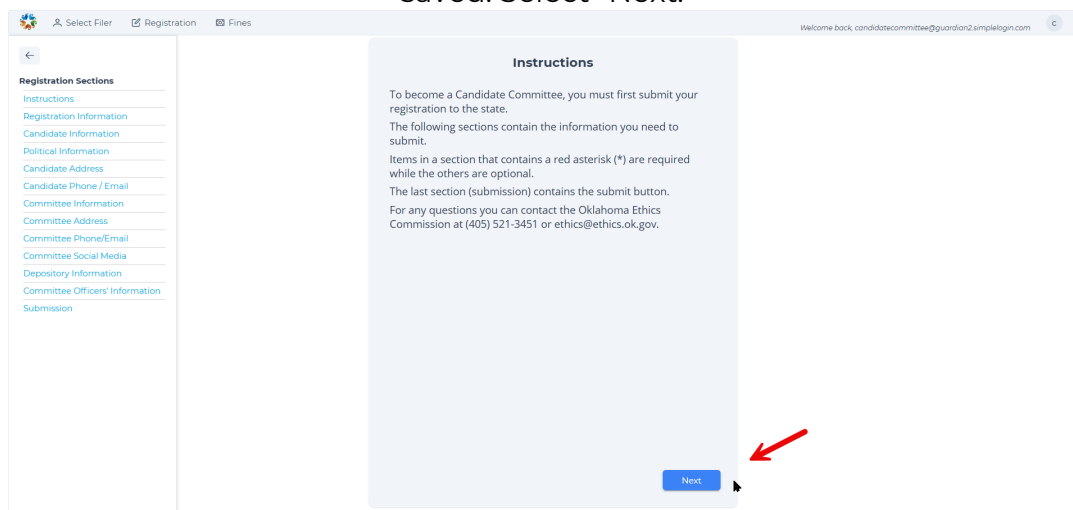 saved. Select "Next."
Select Filer Registration Fines
Welcome back, candidatecommittee@guardian2.simplelogin.com
c
Registration Sections
Instructions
Registration Information
Candidate Information
Political Information
Candidate Address
Candidate Phone / Email
Committee Information
Committee Address
Committee Phone/Email
Committee Social Media
Depository Information
Committee Officers' Information
Submission
Instructions
To become a Candidate Committee, you must first submit your
registration to the state.
The following sections contain the information you need to
submit.
Items in a section that contains a red asterisk (*) are required
while the others are optional.
The last section (submission) contains the submit button.
For any questions you can contact the Oklahoma Ethics
Commission at (405) 521-3451 or ethics@ethics.ok.gov.
Next